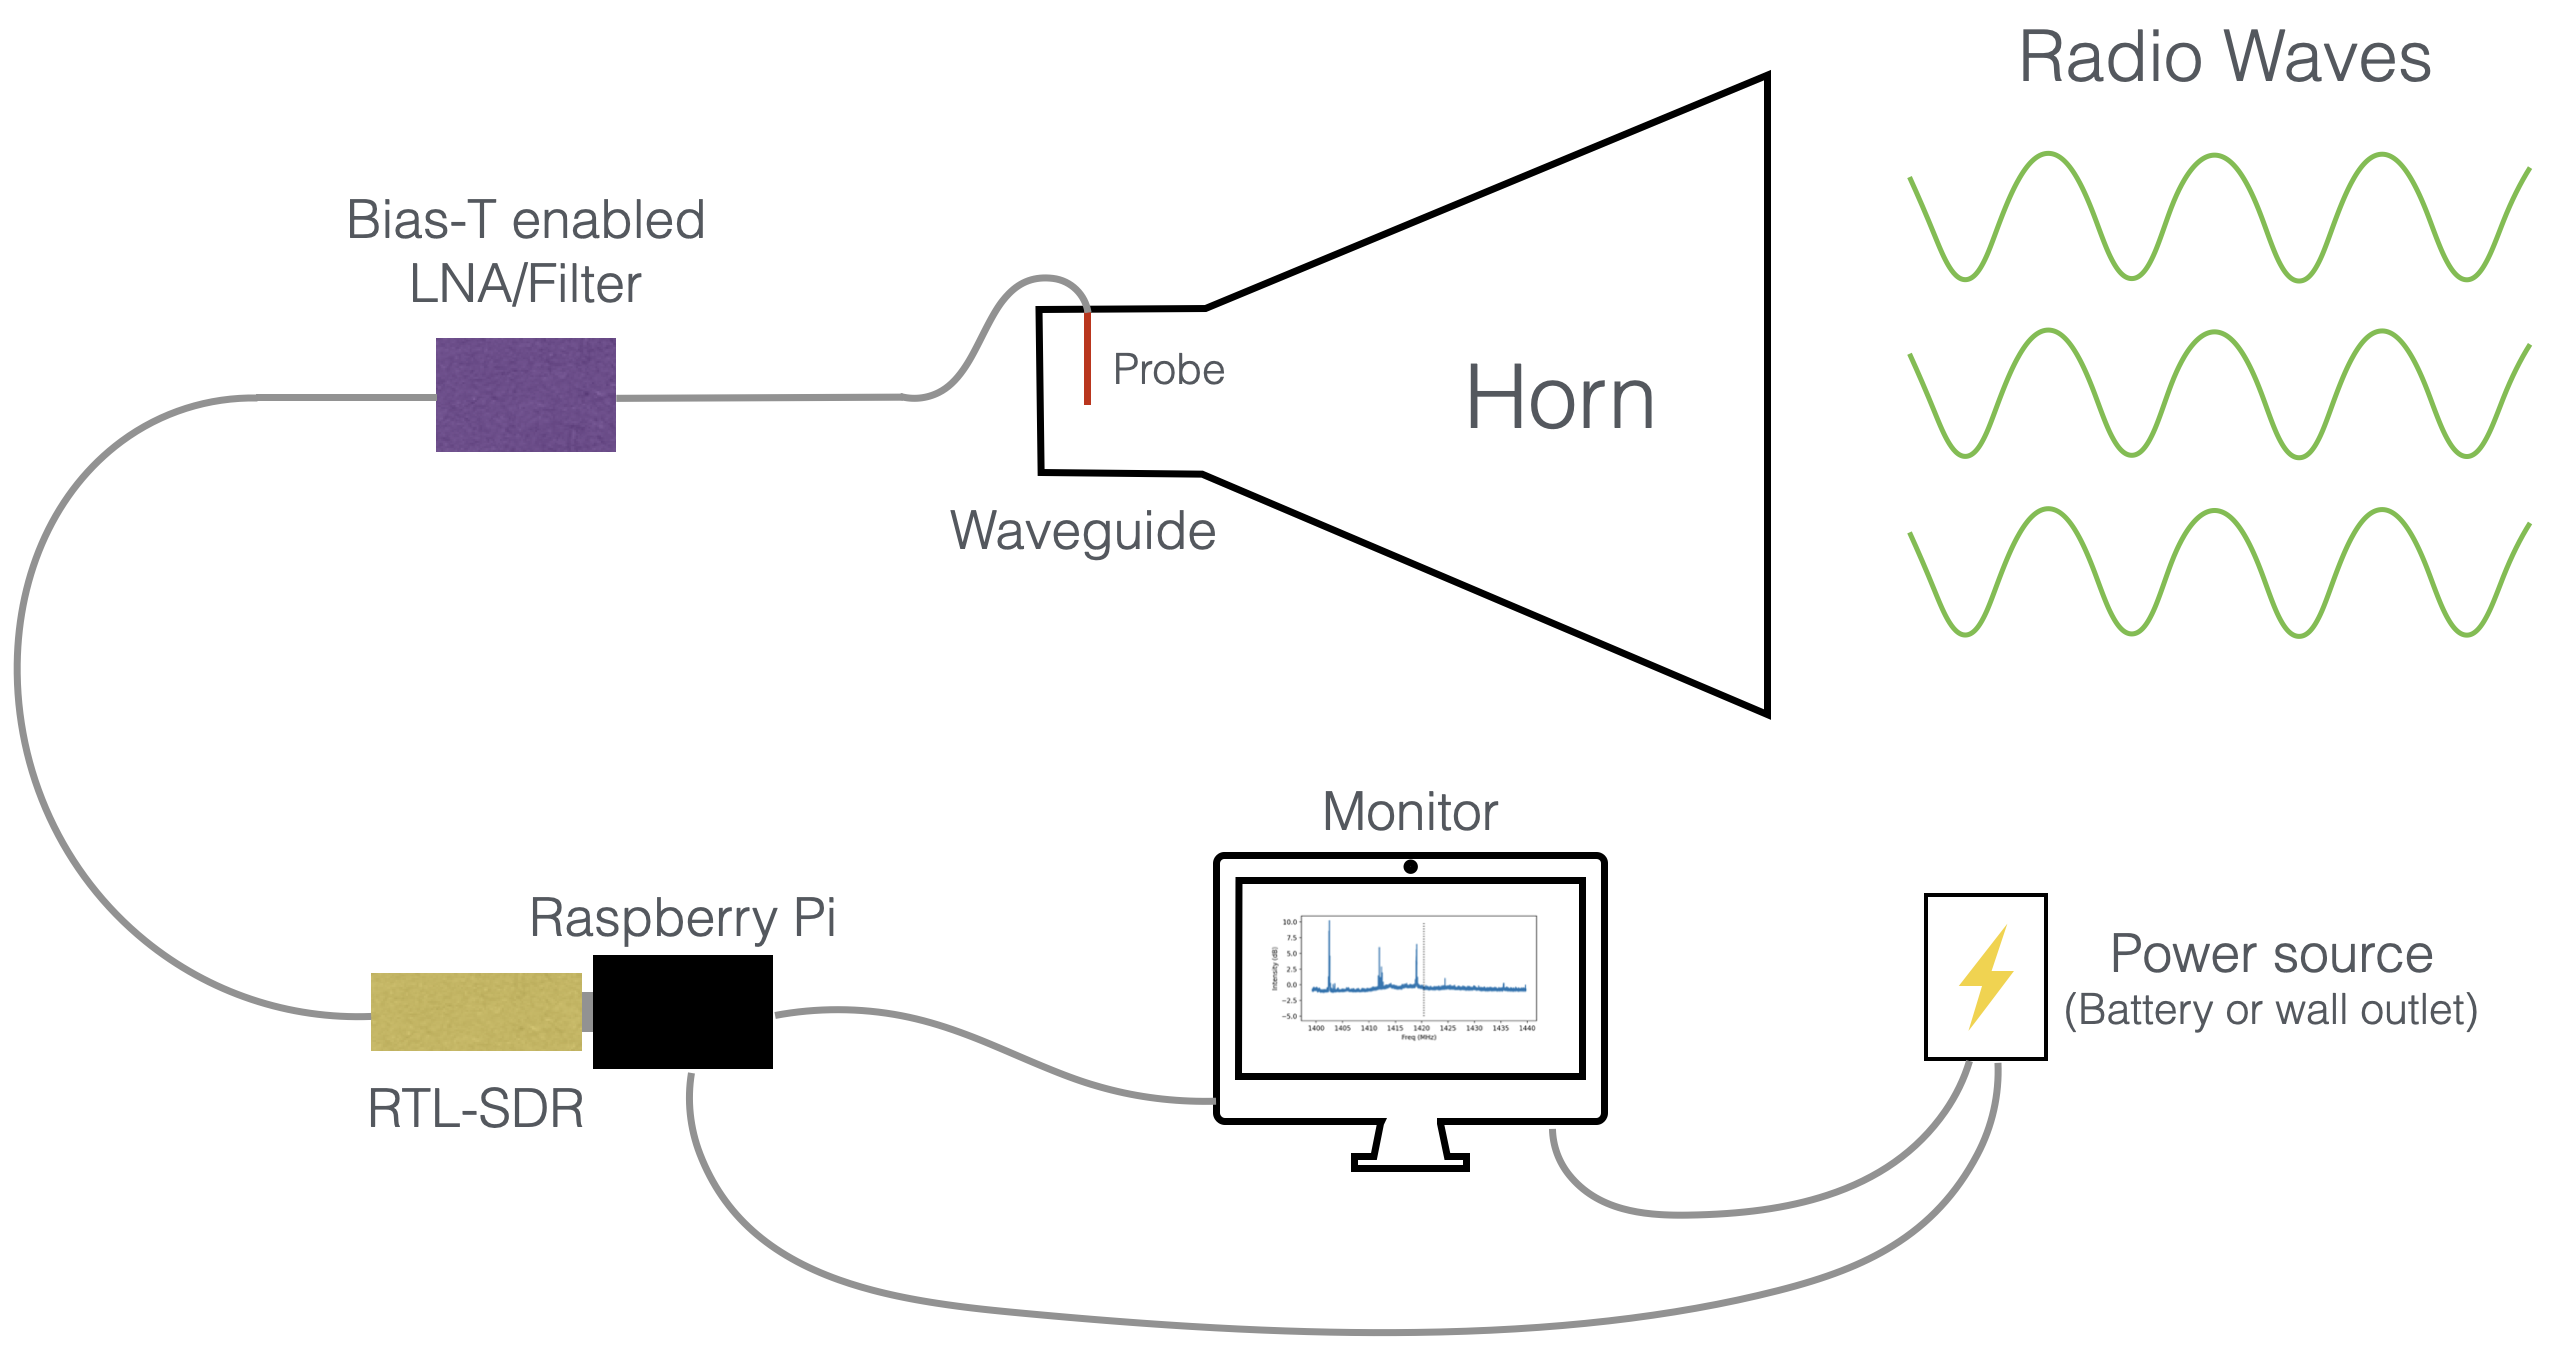 Radio Waves
Bias-T enabled
LNA/Filter
Probe
Horn
Waveguide
Monitor
Raspberry Pi
RTL-SDR
10.0
7.5
5.0
2.5
0.0
−2.5
−5.0
Intensity (dB)
1400 1405 1410 1415 1420 1425 1430 1435 1440
Freq (MHz)
Power source
(Battery or wall outlet)